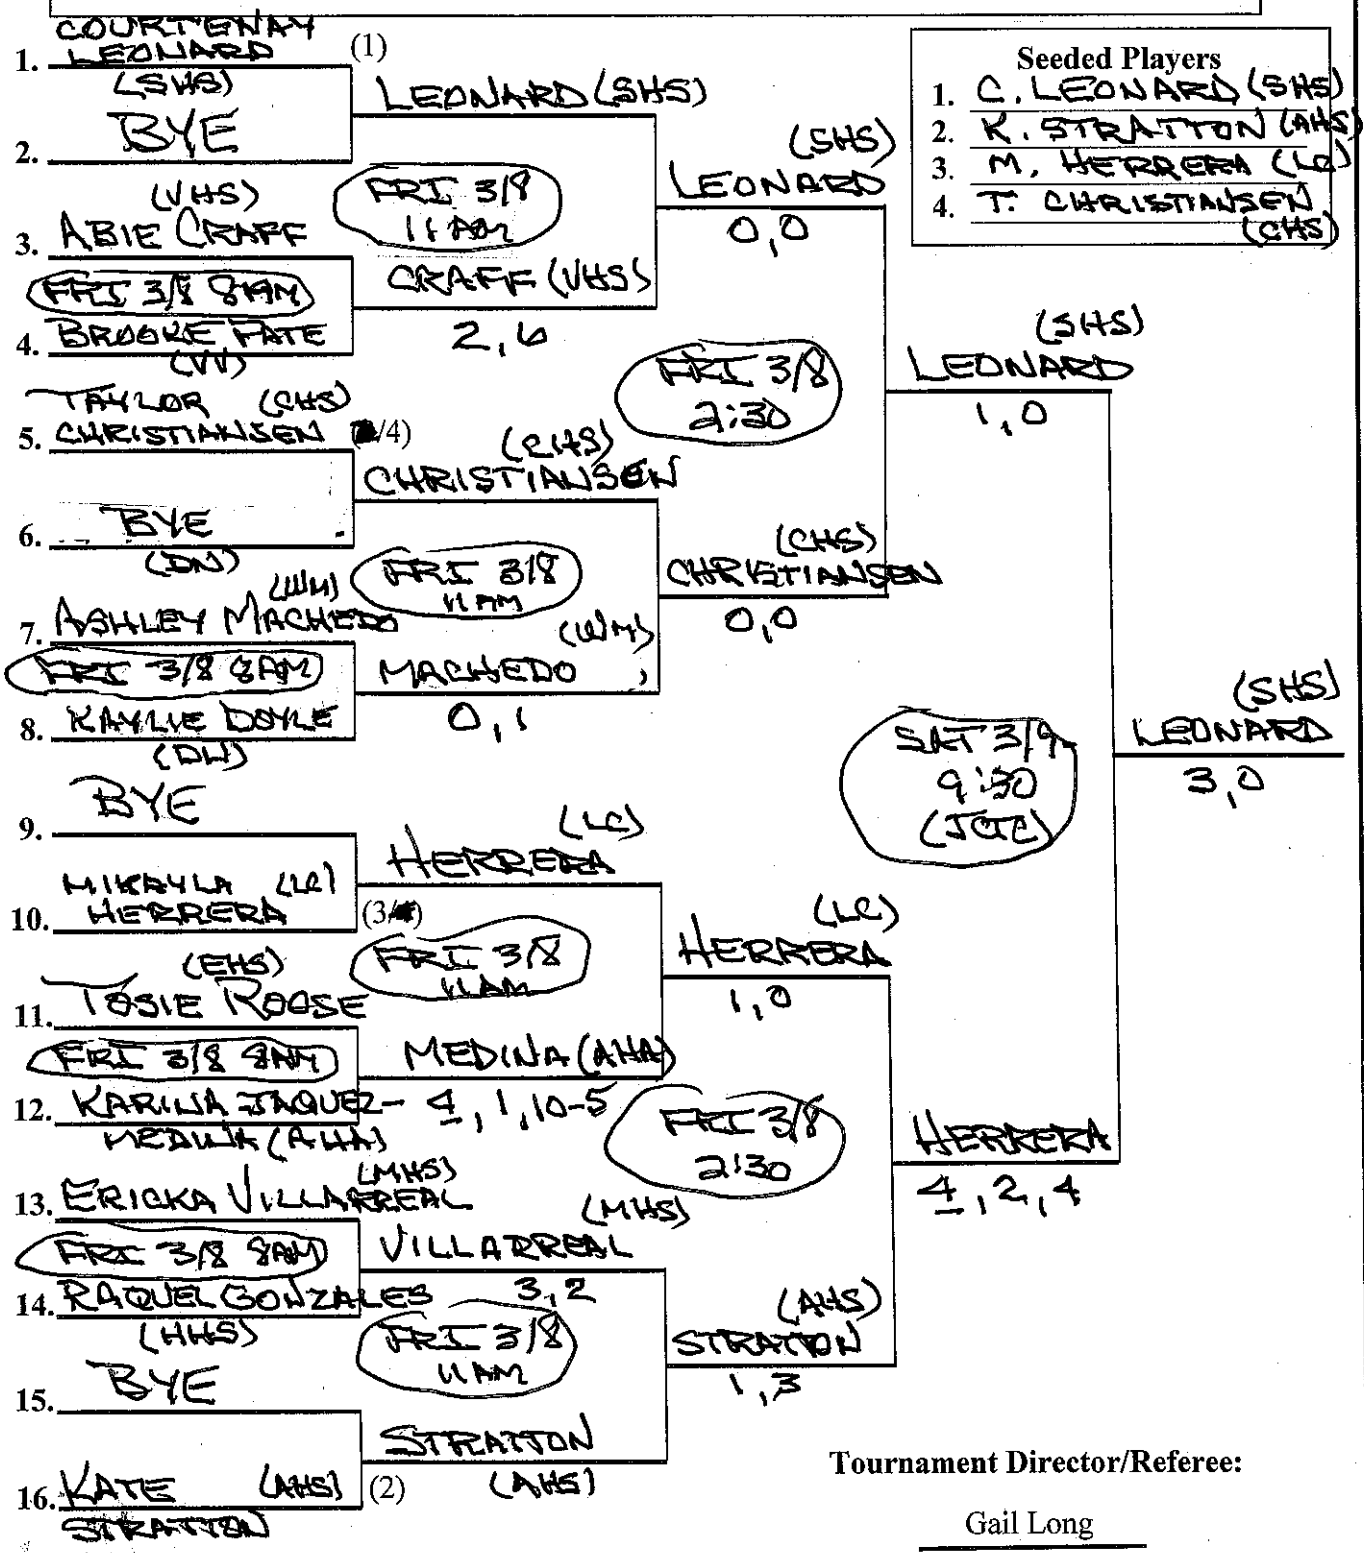 COURTENAY
1. LEONARD (1)
(SHS)
BYE
2.
(VHS)
3. ABIE CRAFF
FRI 3/8 8AM
4. BROOKE PATE
(VV)
TAYLOR (CHS)
5. CHRISTIANSEN (/4)
BYE
6.
(DN)
(WM)
7. ASHLEY MACHEDO
FRI 3/8 8AM
8. KAYLIE DOYLE
BYE
9.
MIKAYLA (LC)
10. HERRERA (3/)
(EHS)
11. TOSIE ROOSE
FRI 3/8 8AM
12. KARINA JAQUEZ-
MEDINA (AHA)
(MHS)
13. ERICKA VILLARREAL
FRI 3/8 8AM
14. RAQUEL GONZALES
(HHS)
BYE
15.
16. KATE (AHS) (2)
STRATTON
LEONARD (SHS)
FRI 3/8
11 AM
CRAFF (VHS)
2,6
(CHS)
CHRISTIANSEN
FRI 3/8
11 AM
(WM)
MACHEDO
0,1
(LC)
HERRERA
FRI 3/8
11 AM
MEDINA (AHA)
4, 1, 10-5
(MHS)
VILLARREAL
3,2
FRI 3/8
11 AM
STRATTON
(AHS)
(SHS)
LEONARD
0,0
FRI 3/8
2:30
(CHS)
CHRISTIANSEN
0,0
(LC)
HERRERA
1,0
FRI 3/8
2:30
(AHS)
STRATTON
1,3
Seeded Players
1. C. LEONARD (SHS)
2. K. STRATTON (AHS)
3. M. HERRERA (LC)
4. T. CHRISTIANSEN
(CHS)
(SHS)
LEONARD
1,0
SAT 3/9
9:30
(JCTC)
HERRERA
4, 2, 4
(SHS)
LEONARD
3,0
Tournament Director/Referee:
Gail Long